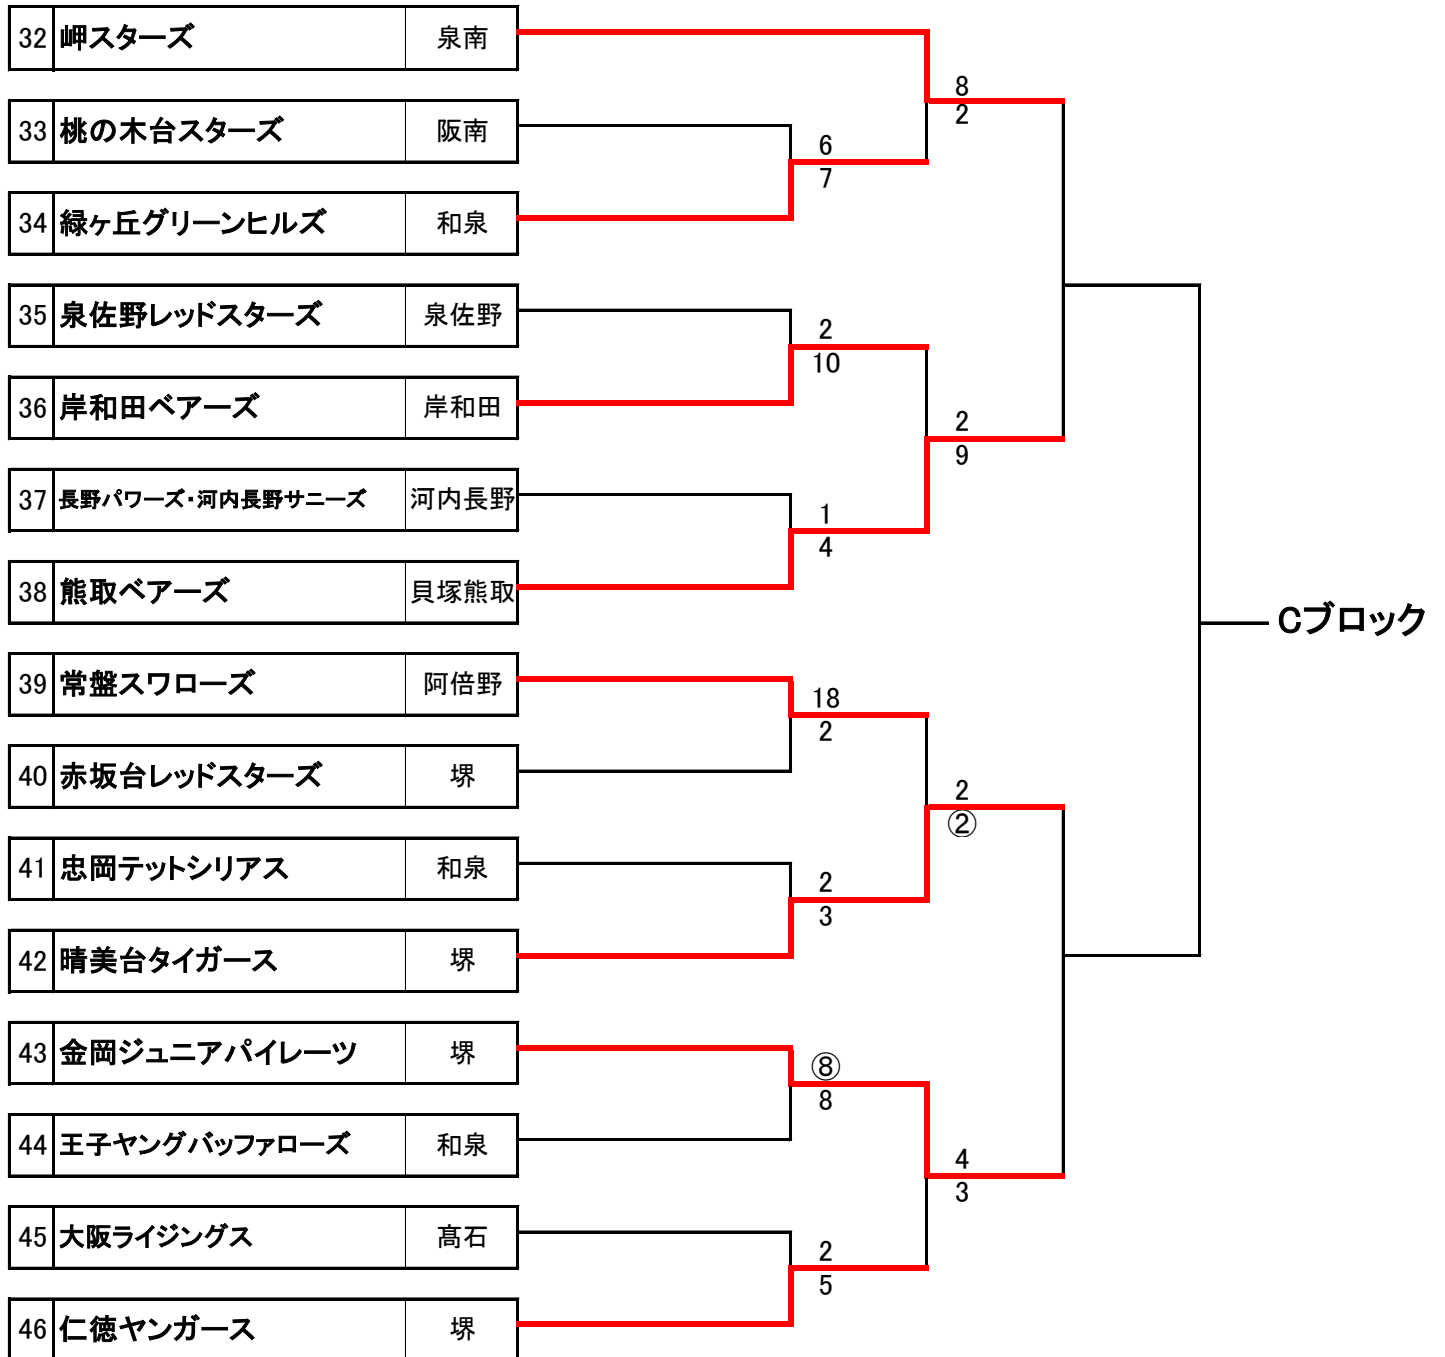 32 岬スターズ 泉南
8
2
33 桃の木台スターズ 阪南
6
7
34 緑ヶ丘グリーンヒルズ 和泉
35 泉佐野レッドスターズ 泉佐野
2
10
36 岸和田ベアーズ 岸和田
2
9
37 長野パワーズ・河内長野サニーズ 河内長野
1
4
38 熊取ベアーズ 貝塚熊取
Cブロック
39 常盤スワローズ 阿倍野
18
2
40 赤坂台レッドスターズ 堺
2
②
41 忠岡テットシリアス 和泉
2
3
42 晴美台タイガース 堺
43 金岡ジュニアパイレーツ 堺
⑧
8
44 王子ヤングバッファローズ 和泉
4
3
45 大阪ライジングス 髙石
2
5
46 仁徳ヤンガース 堺